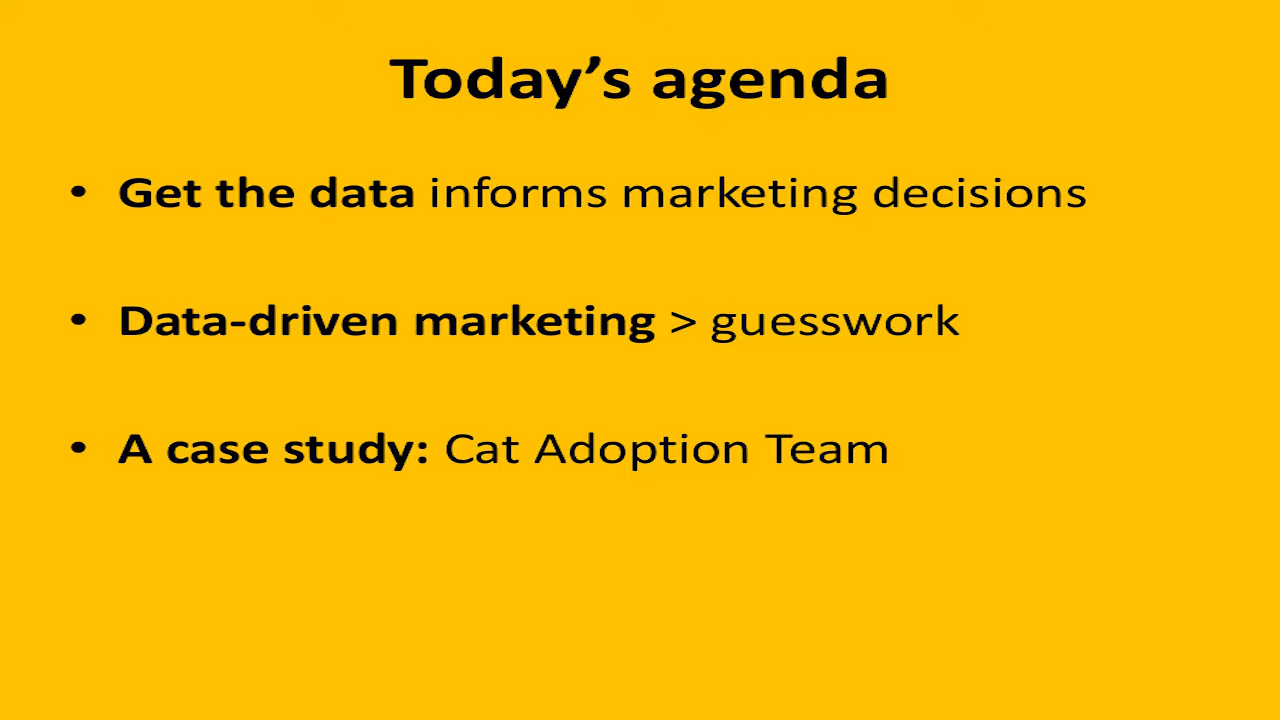 Today’s agenda
• Get the data informs marketing decisions
• Data-driven marketing > guesswork
• A case study: Cat Adoption Team